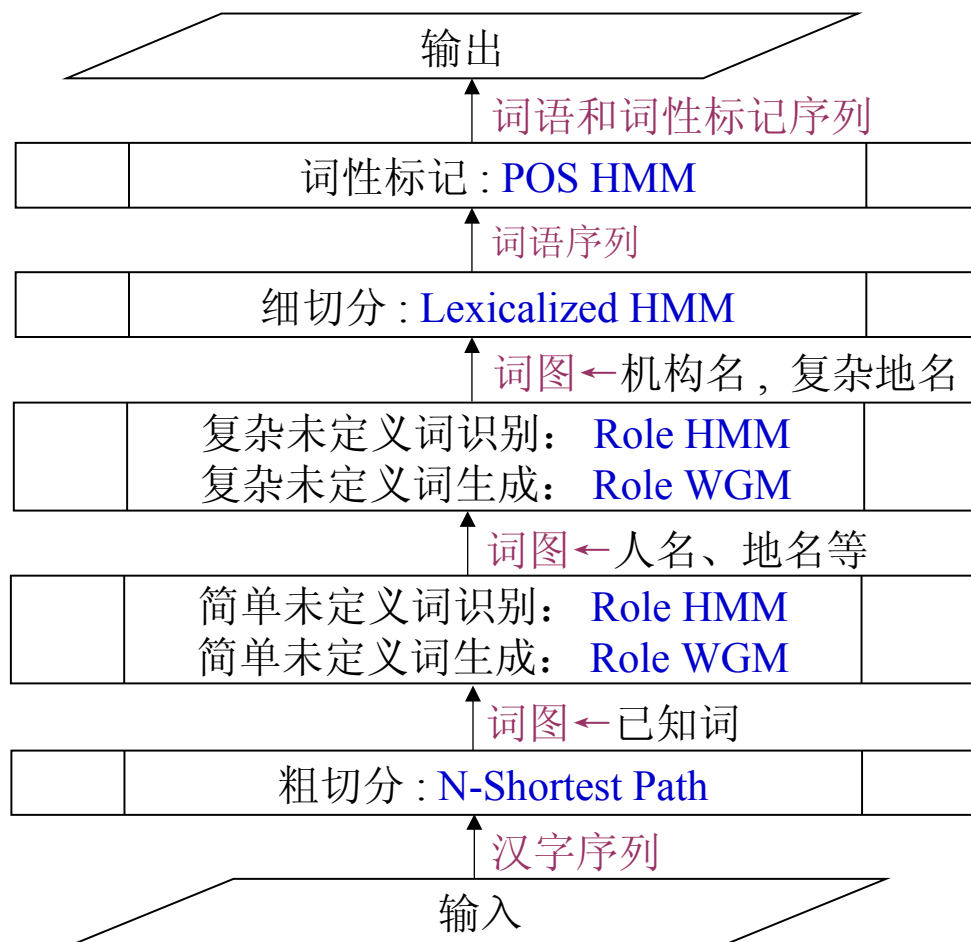 输出
词语和词性标记序列
词性标记 : POS HMM
词语序列
细切分 : Lexicalized HMM
词图←机构名 , 复杂地名
复杂未定义词识别： Role HMM
复杂未定义词生成： Role WGM
词图←人名、地名等
简单未定义词识别： Role HMM
简单未定义词生成： Role WGM
词图←已知词
粗切分 : N-Shortest Path
汉字序列
输入